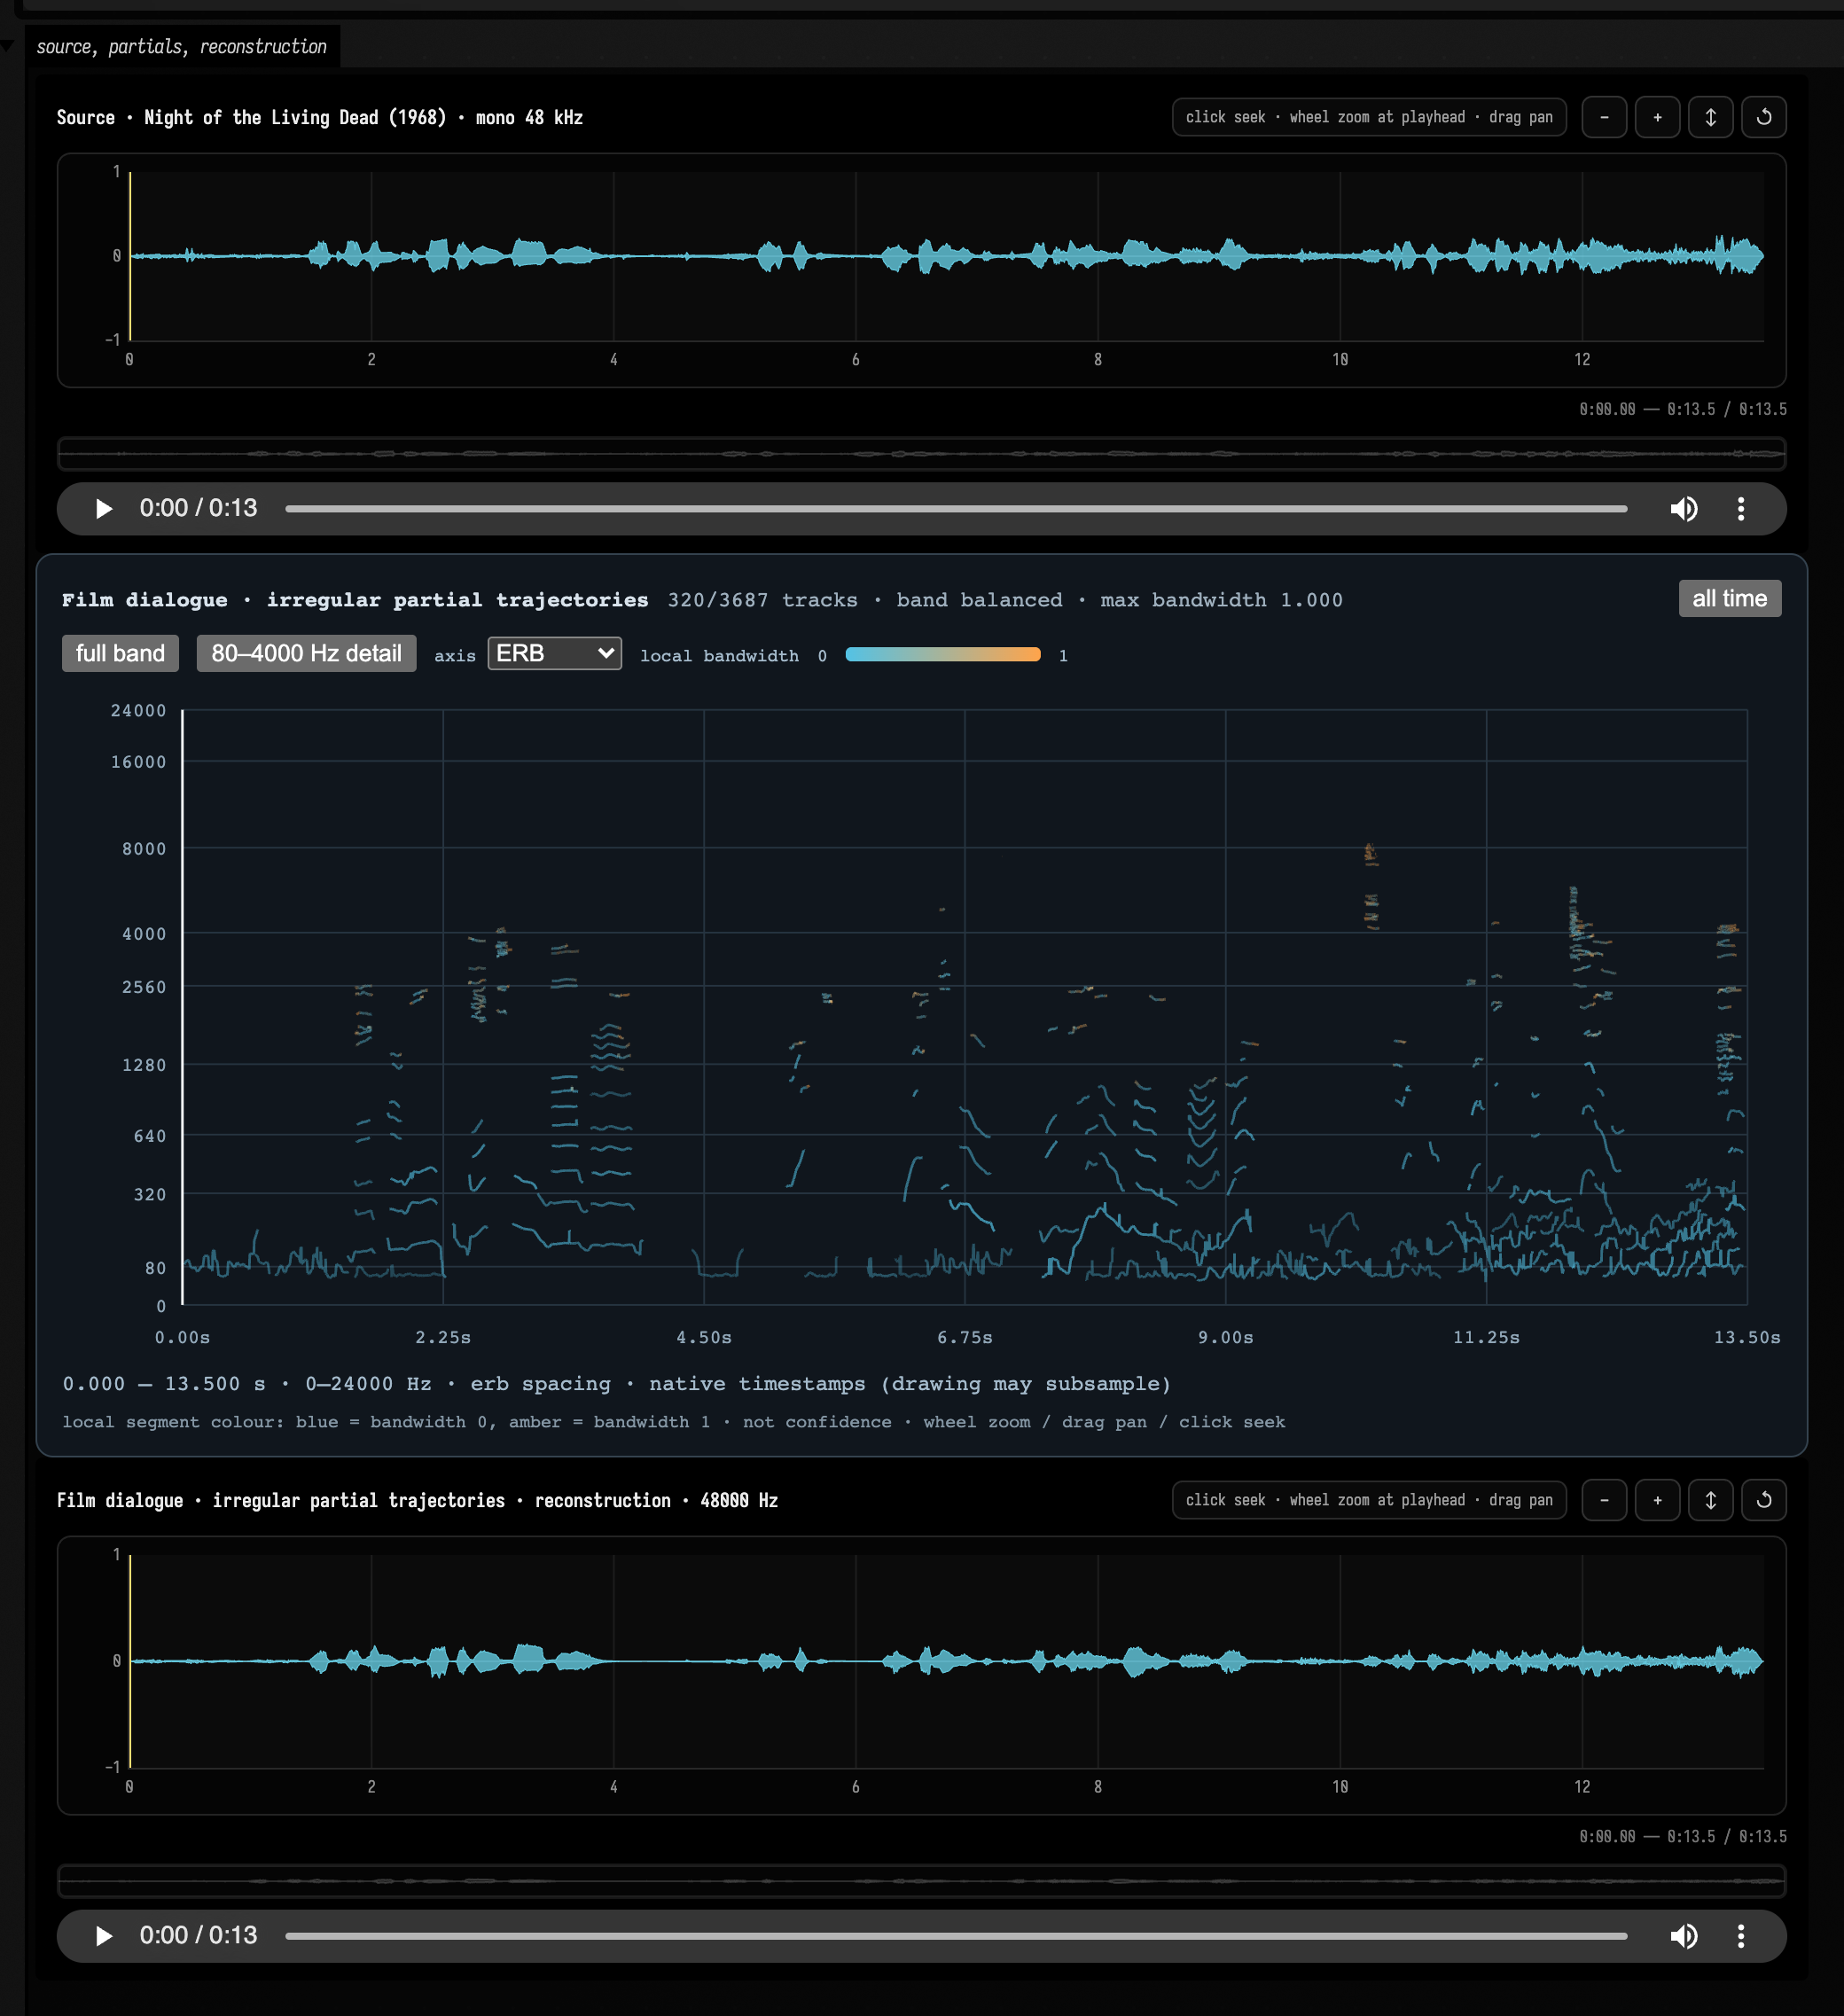 source, partials, reconstruction
Source · Night of the Living Dead (1968) · mono 48 kHz
click seek · wheel zoom at playhead · drag pan
-
+
1
0
-1
0 2 4 6 8 10 12
0:00.00 — 0:13.5 / 0:13.5
0:00 / 0:13
Film dialogue · irregular partial trajectories 320/3687 tracks · band balanced · max bandwidth 1.000
all time
full band
80–4000 Hz detail
axis ERB
local bandwidth 0 1
24000
16000
8000
4000
2560
1280
640
320
80
0
0.00s 2.25s 4.50s 6.75s 9.00s 11.25s 13.50s
0.000 – 13.500 s · 0–24000 Hz · erb spacing · native timestamps (drawing may subsample)
local segment colour: blue = bandwidth 0, amber = bandwidth 1 · not confidence · wheel zoom / drag pan / click seek
Film dialogue · irregular partial trajectories · reconstruction · 48000 Hz
click seek · wheel zoom at playhead · drag pan
-
+
1
0
-1
0 2 4 6 8 10 12
0:00.00 — 0:13.5 / 0:13.5
0:00 / 0:13